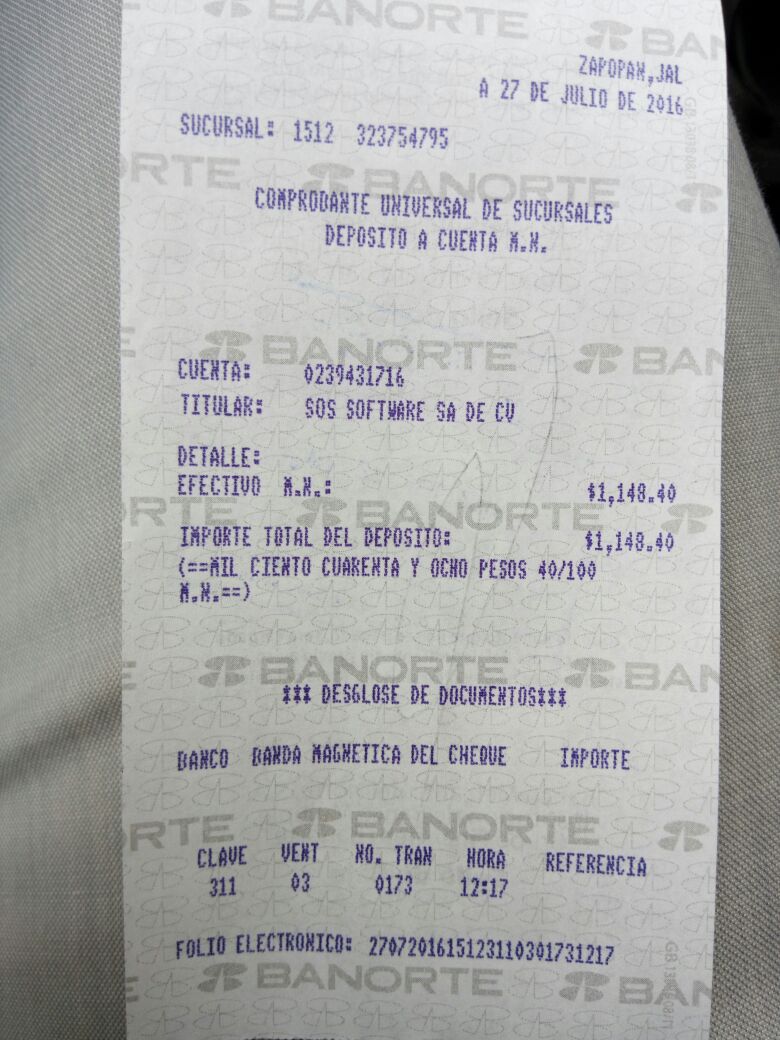 BANORTE
ZAPOPAN,JAL
A 27 DE JULIO DE 2016
SUCURSAL: 1512 323754795
COMPROBANTE UNIVERSAL DE SUCURSALES
DEPOSITO A CUENTA M.N.
CUENTA: 0239431716
TITULAR: SOS SOFTWARE SA DE CV
DETALLE:
EFECTIVO M.N.: $1,148.40
IMPORTE TOTAL DEL DEPOSITO: $1,148.40
(==MIL CIENTO CUARENTA Y OCHO PESOS 40/100
M.N.==)
*** DESGLOSE DE DOCUMENTOS***
BANCO BANDA MAGNETICA DEL CHEQUE IMPORTE
CLAVE VENT NO. TRAN HORA REFERENCIA
311 03 0173 12:17
FOLIO ELECTRONICO: 2707201615123110301731217